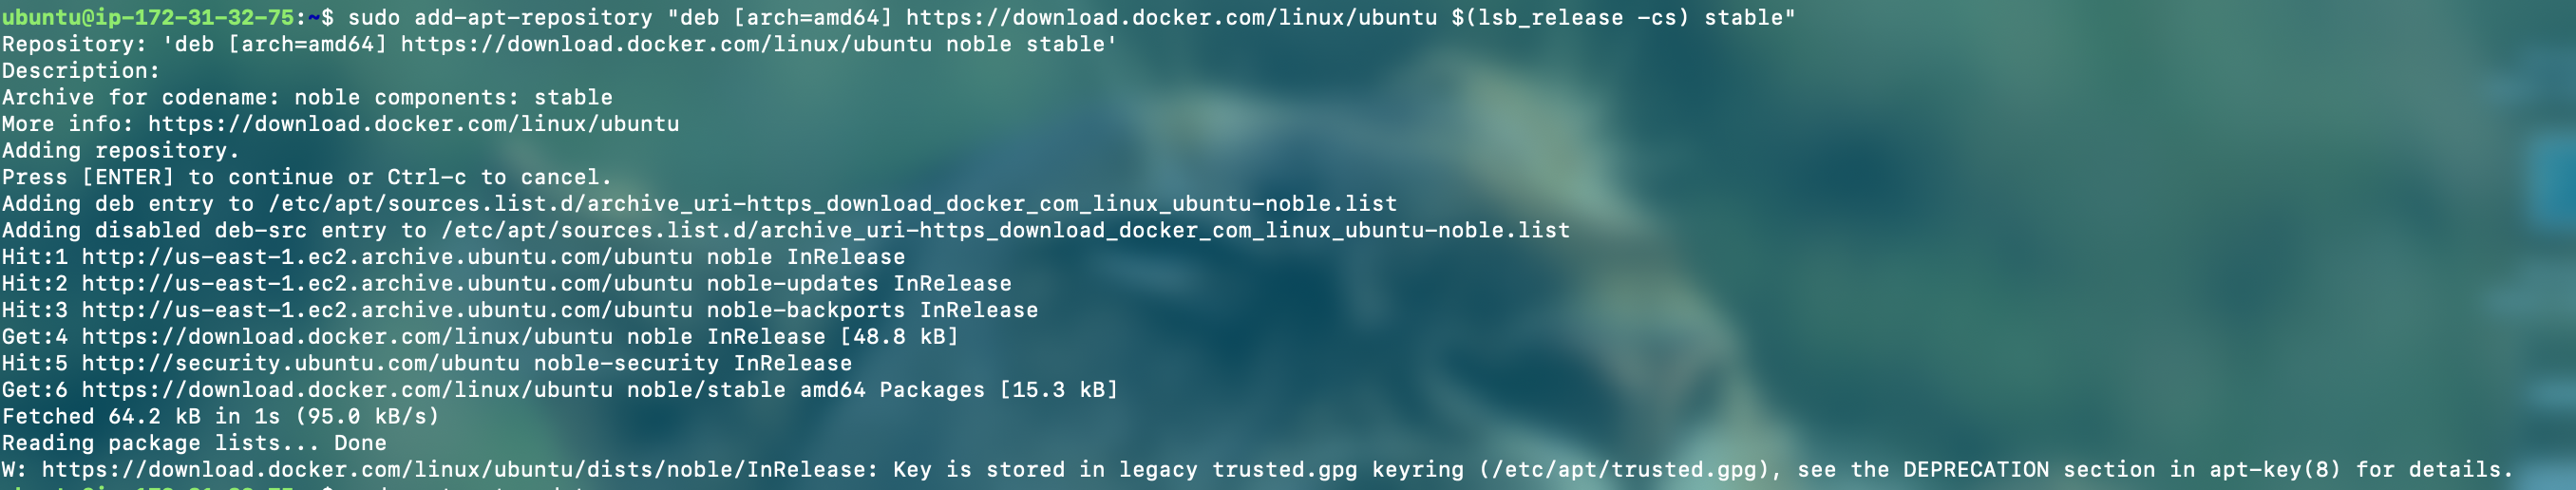 ubuntu@ip-172-31-32-75:~$ sudo add-apt-repository "deb [arch=amd64] https://download.docker.com/linux/ubuntu $(lsb_release -cs) stable"
Repository: 'deb [arch=amd64] https://download.docker.com/linux/ubuntu noble stable'
Description:
Archive for codename: noble components: stable
More info: https://download.docker.com/linux/ubuntu
Adding repository.
Press [ENTER] to continue or Ctrl-c to cancel.
Adding deb entry to /etc/apt/sources.list.d/archive_uri-https_download_docker_com_linux_ubuntu-noble.list
Adding disabled deb-src entry to /etc/apt/sources.list.d/archive_uri-https_download_docker_com_linux_ubuntu-noble.list
Hit:1 http://us-east-1.ec2.archive.ubuntu.com/ubuntu noble InRelease
Hit:2 http://us-east-1.ec2.archive.ubuntu.com/ubuntu noble-updates InRelease
Hit:3 http://us-east-1.ec2.archive.ubuntu.com/ubuntu noble-backports InRelease
Get:4 https://download.docker.com/linux/ubuntu noble InRelease [48.8 kB]
Hit:5 http://security.ubuntu.com/ubuntu noble-security InRelease
Get:6 https://download.docker.com/linux/ubuntu noble/stable amd64 Packages [15.3 kB]
Fetched 64.2 kB in 1s (95.0 kB/s)
Reading package lists... Done
W: https://download.docker.com/linux/ubuntu/dists/noble/InRelease: Key is stored in legacy trusted.gpg keyring (/etc/apt/trusted.gpg), see the DEPRECATION section in apt-key(8) for details.